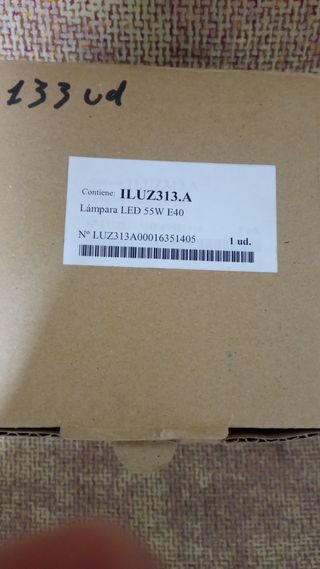 133 ud
Contiene: ILUZ313.A
Lámpara LED 55W E40
Nº LUZ313A00016351405 1 ud.